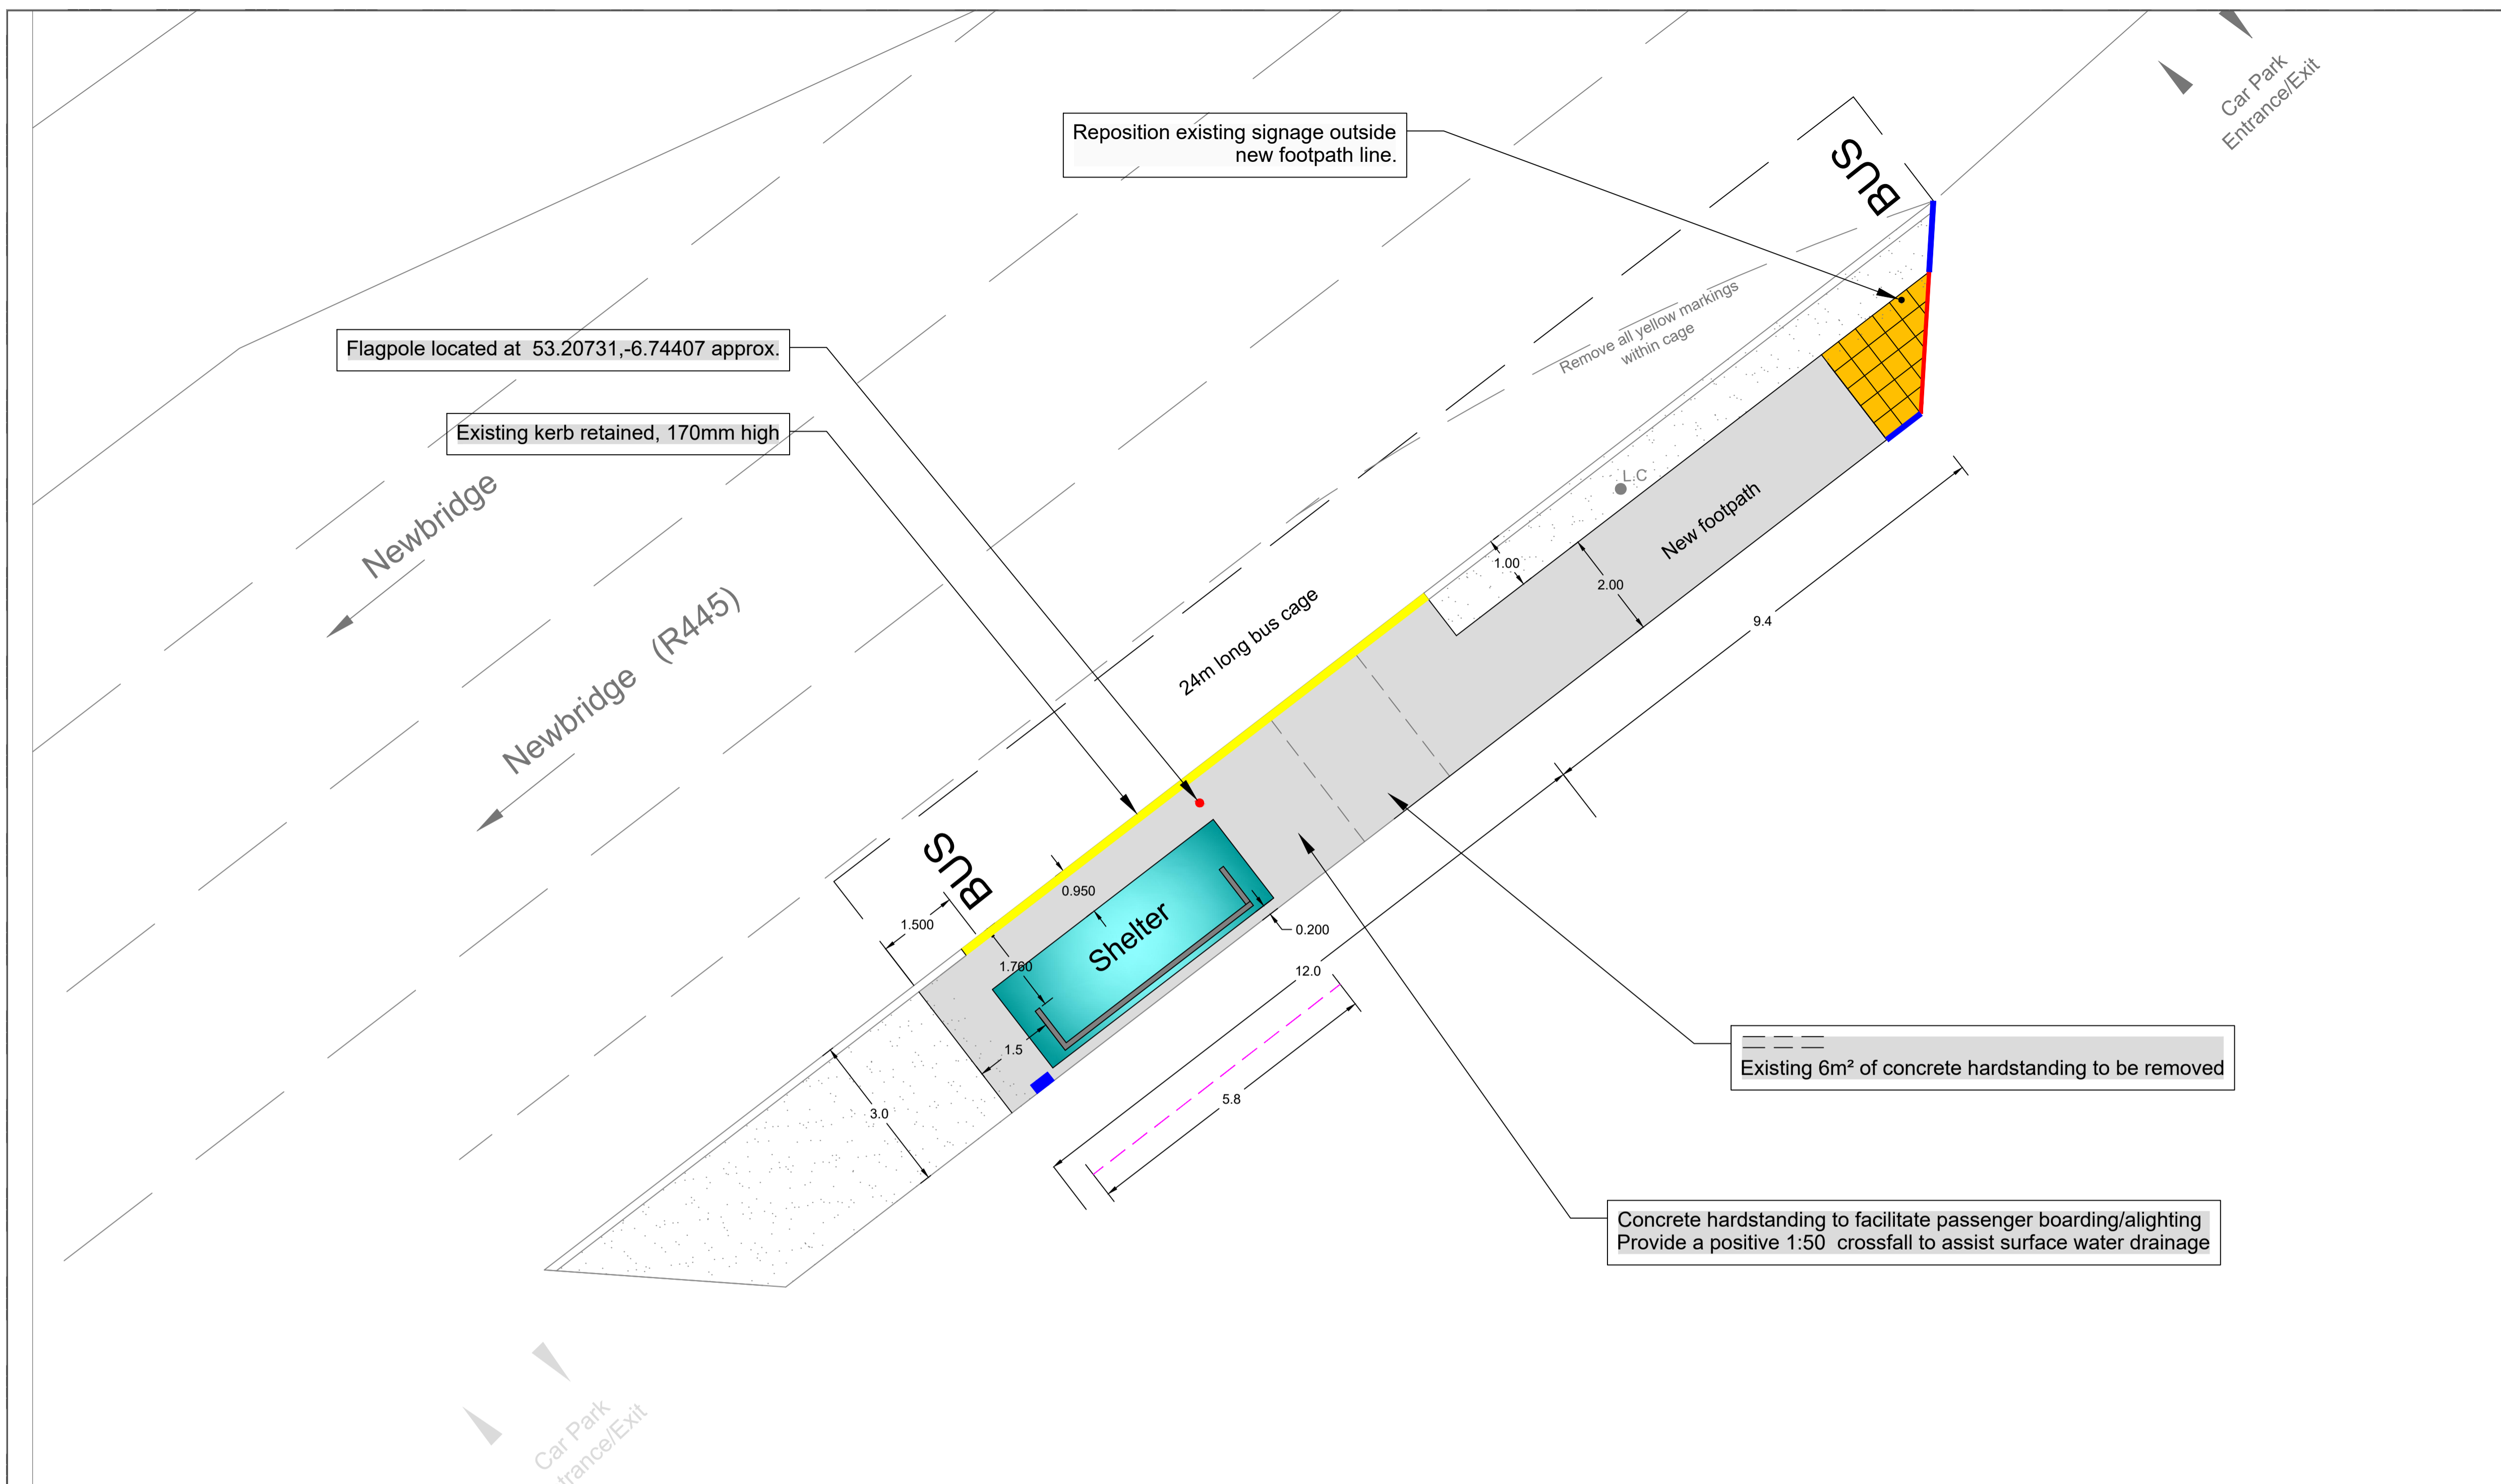 Car Park
Entrance/Exit
Reposition existing signage outside
new footpath line.
BUS
Remove all yellow markings
within cage
Flagpole located at  53.20731,-6.74407 approx.
Existing kerb retained, 170mm high
Newbridge
Newbridge (R445)
L.C
New footpath
1.00
2.00
9.4
24m long bus cage
BUS
0.950
1.500
Shelter
0.200
1.760
12.0
1.5
5.8
3.0
Existing 6m² of concrete hardstanding to be removed
Concrete hardstanding to facilitate passenger boarding/alighting
Provide a positive 1:50  crossfall to assist surface water drainage
Car Park
trance/Exit